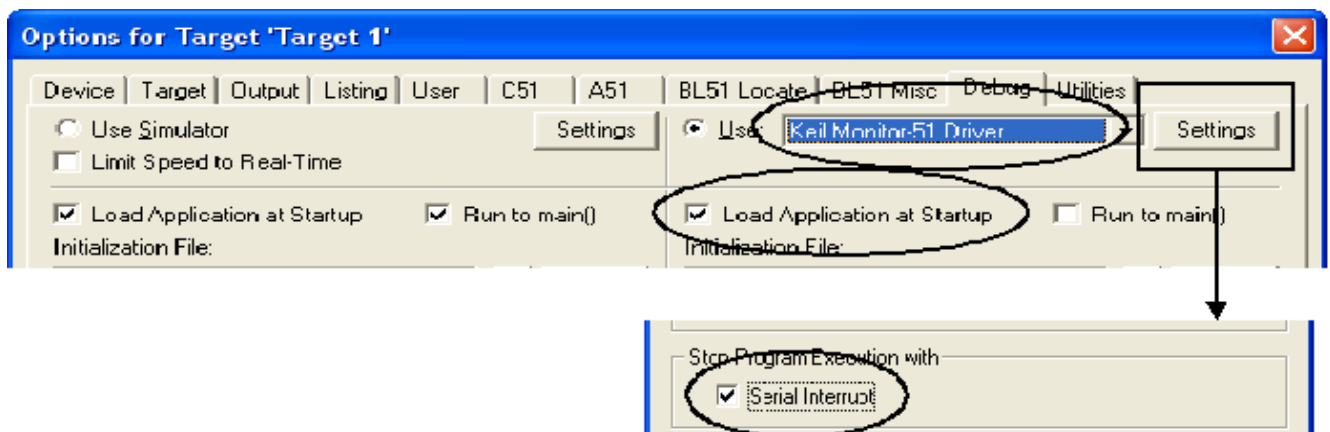 Options for Target 'Target 1'
Device Target Output Listing User C51 A51 BL51 Locate BL51 Misc Debug Utilities
Use Simulator Settings Use: Keil Monitor-51 Driver Settings
Limit Speed to Real-Time
Load Application at Startup Run to main() Load Application at Startup Run to main()
Initialization File: Initialization File:
Stop Program Execution with
Serial Interrupt